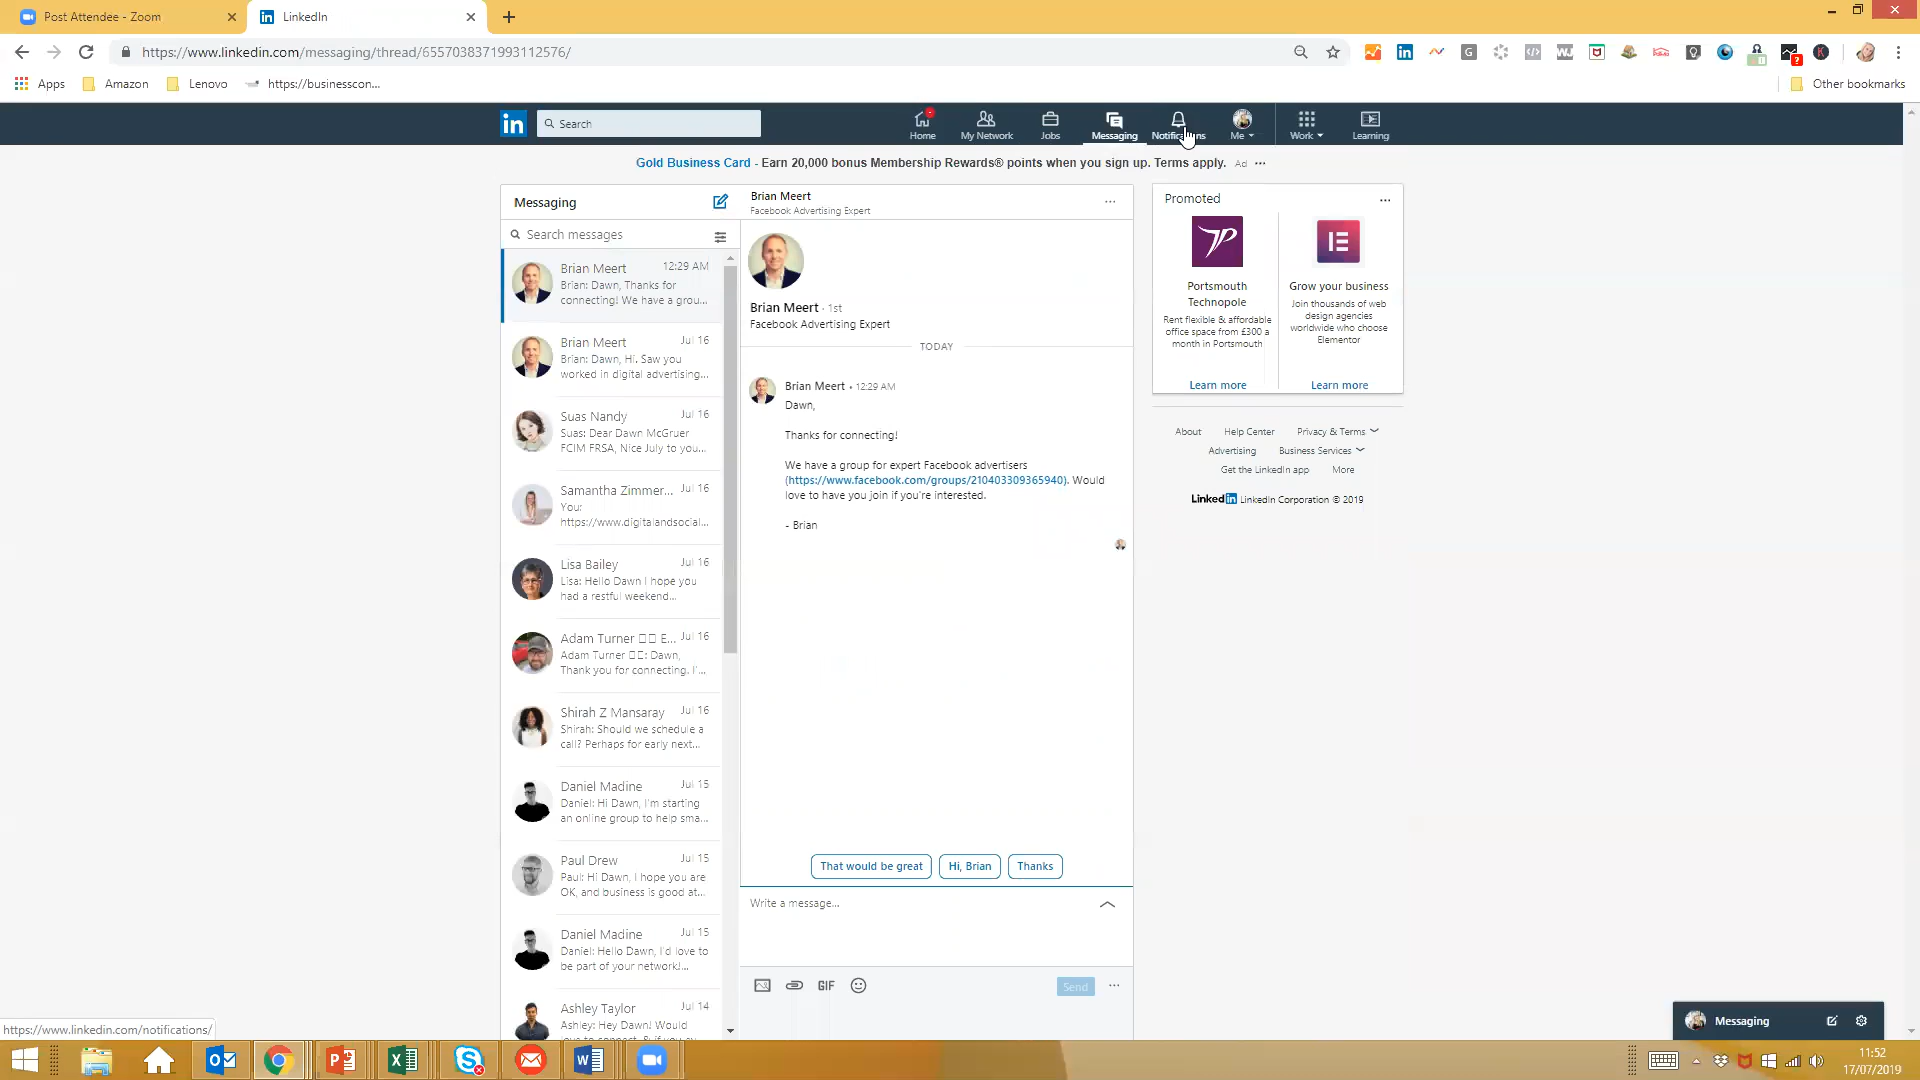 Post Attendee - Zoom
LinkedIn
https://www.linkedin.com/messaging/thread/6557038371993112576/
Apps
Amazon
Lenovo
https://businesscon...
Other bookmarks
in
Search
Home
My Network
Jobs
Messaging
Notifications
Me
Work
Learning
Gold Business Card - Earn 20,000 bonus Membership Rewards® points when you sign up. Terms apply. Ad ...
Messaging
Search messages
Brian Meert 12:29 AM
Brian: Dawn, Thanks for
connecting! We have a grou...
Brian Meert Jul 16
Brian: Dawn, Hi. Saw you
worked in digital advertising...
Suas Nandy Jul 16
Suas: Dear Dawn McGruer
FCIM FRSA, Nice July to you...
Samantha Zimmer... Jul 16
You:
https://www.digitalandsocial...
Lisa Bailey Jul 16
Lisa: Hello Dawn I hope you
had a restful weekend...
Adam Turner E... Jul 16
Adam Turner : Dawn,
Thank you for connecting. I'...
Shirah Z Mansaray Jul 16
Shirah: Should we schedule a
call? Perhaps for early next...
Daniel Madine Jul 15
Daniel: Hi Dawn, I'm starting
an online group to help sma...
Paul Drew Jul 15
Paul: Hi Dawn, I hope you are
OK, and business is good at...
Daniel Madine Jul 15
Daniel: Hello Dawn, I'd love to
be part of your network!...
Ashley Taylor Jul 14
Ashley: Hey Dawn! Would
Brian Meert
Facebook Advertising Expert
Brian Meert · 1st
Facebook Advertising Expert
TODAY
Brian Meert • 12:29 AM
Dawn,
Thanks for connecting!
We have a group for expert Facebook advertisers
(https://www.facebook.com/groups/210403309365940). Would
love to have you join if you're interested.
- Brian
That would be great
Hi, Brian
Thanks
Write a message...
GIF
Send
Promoted
Portsmouth
Technopole
Rent flexible & affordable
office space from £300 a
month in Portsmouth
Learn more
Grow your business
Join thousands of web
design agencies
worldwide who choose
Elementor
Learn more
About Help Center Privacy & Terms
Advertising Business Services
Get the LinkedIn app More
LinkedIn LinkedIn Corporation © 2019
Messaging
https://www.linkedin.com/notifications/
11:52
17/07/2019